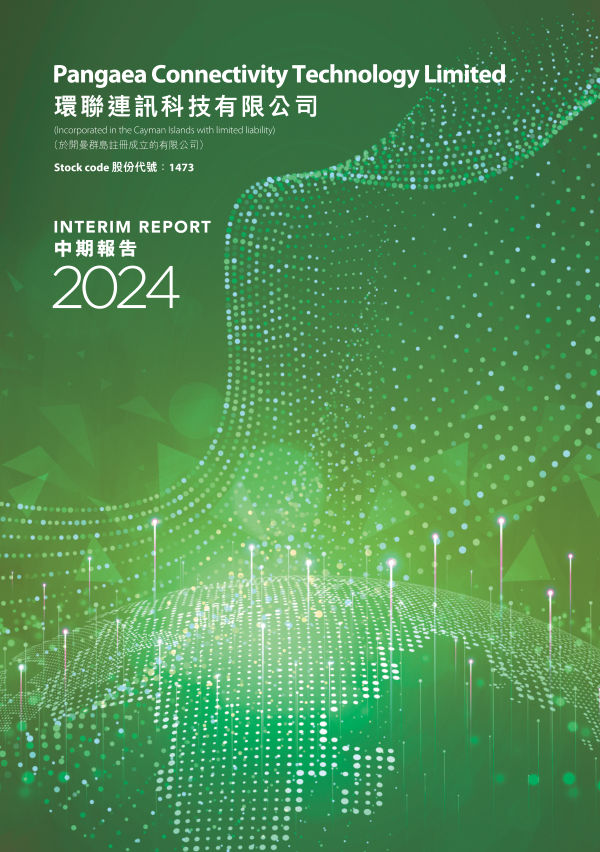 Pangaea Connectivity Technology Limited
環聯連訊科技有限公司
(Incorporated in the Cayman Islands with limited liability)
(於開曼群島註冊成立的有限公司)
Stock code 股份代號：1473
INTERIM REPORT
中期報告
2024